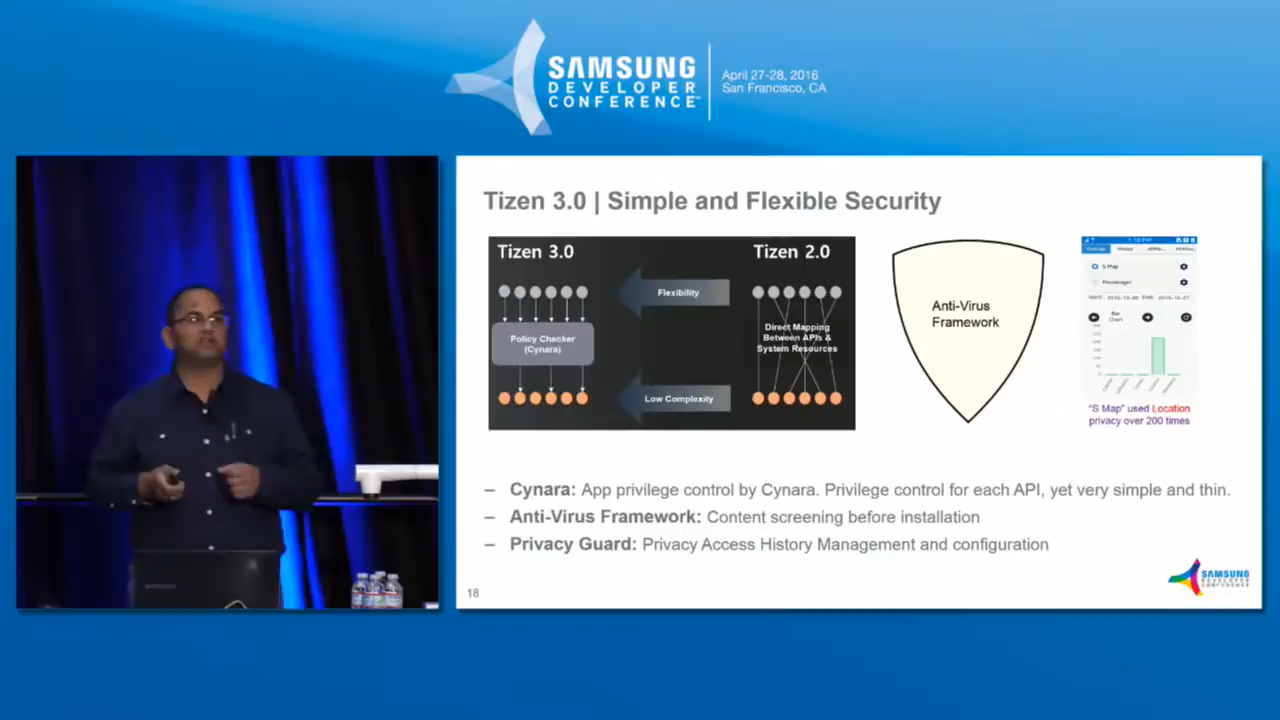 SAMSUNG
DEVELOPER
CONFERENCE™
April 27-28, 2016
San Francisco, CA
Tizen 3.0 | Simple and Flexible Security
Tizen 3.0
Tizen 2.0
Flexibility
Policy Checker
(Cynara)
Direct Mapping
Between APIs &
System Resources
Low Complexity
Anti-Virus
Framework
S Map
Messenger
Bar
Chart
"S Map" used Location
privacy over 200 times
– Cynara: App privilege control by Cynara. Privilege control for each API, yet very simple and thin.
– Anti-Virus Framework: Content screening before installation
– Privacy Guard: Privacy Access History Management and configuration
18
SAMSUNG
DEVELOPER
CONFERENCE